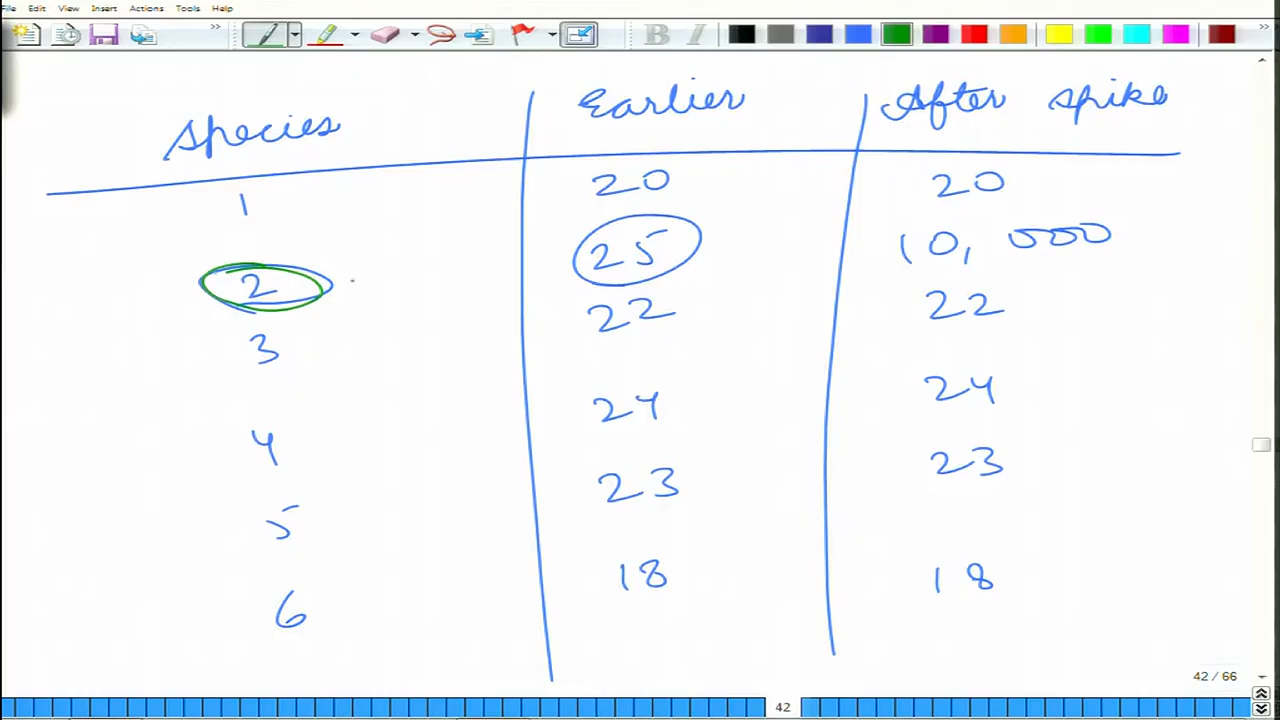 File Edit View Insert Actions Tools Help
B I
Species Earlier After spike
1 20 20
2 25 10,000
3 22 22
4 24 24
5 23 23
6 18 18
42 / 66
42